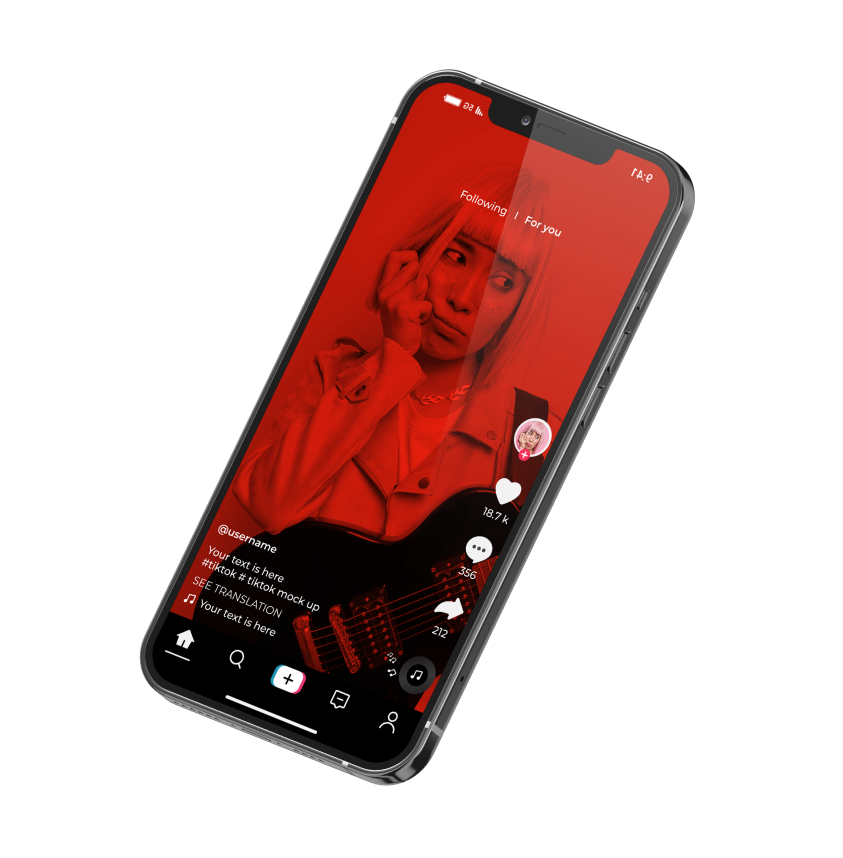 5G
9:41
Following | For you
18.7 k
356
212
@username
Your text is here
#tiktok # tiktok mock up
SEE TRANSLATION
Your text is here